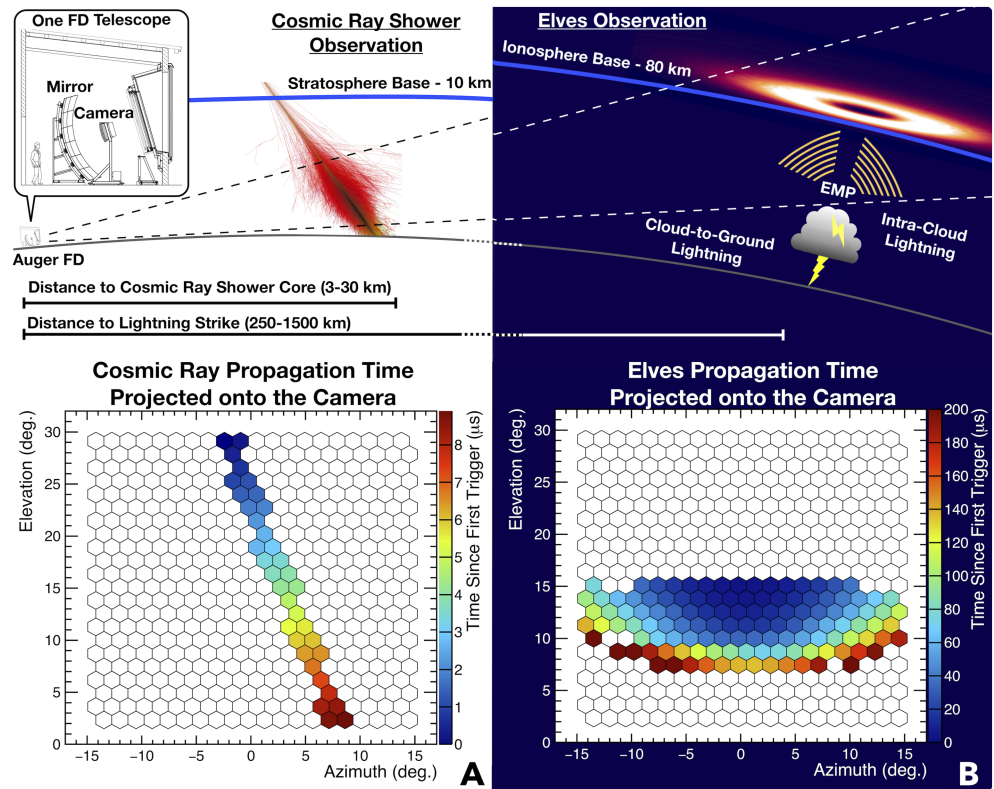 One FD Telescope
Mirror
Camera
Cosmic Ray Shower
Observation
Stratosphere Base - 10 km
Auger FD
Distance to Cosmic Ray Shower Core (3-30 km)
Distance to Lightning Strike (250-1500 km)
Elves Observation
Ionosphere Base - 80 km
EMP
Cloud-to-Ground
Lightning
Intra-Cloud
Lightning
Cosmic Ray Propagation Time
Projected onto the Camera
Elevation (deg.)
30
25
20
15
10
5
0
−15
−10
−5
0
5
10
15
Azimuth (deg.)
8
7
6
5
4
3
2
1
0
Time Since First Trigger (μs)
A
Elves Propagation Time
Projected onto the Camera
Elevation (deg.)
30
25
20
15
10
5
0
−15
−10
−5
0
5
10
15
Azimuth (deg.)
200
180
160
140
120
100
80
60
40
20
0
Time Since First Trigger (μs)
B